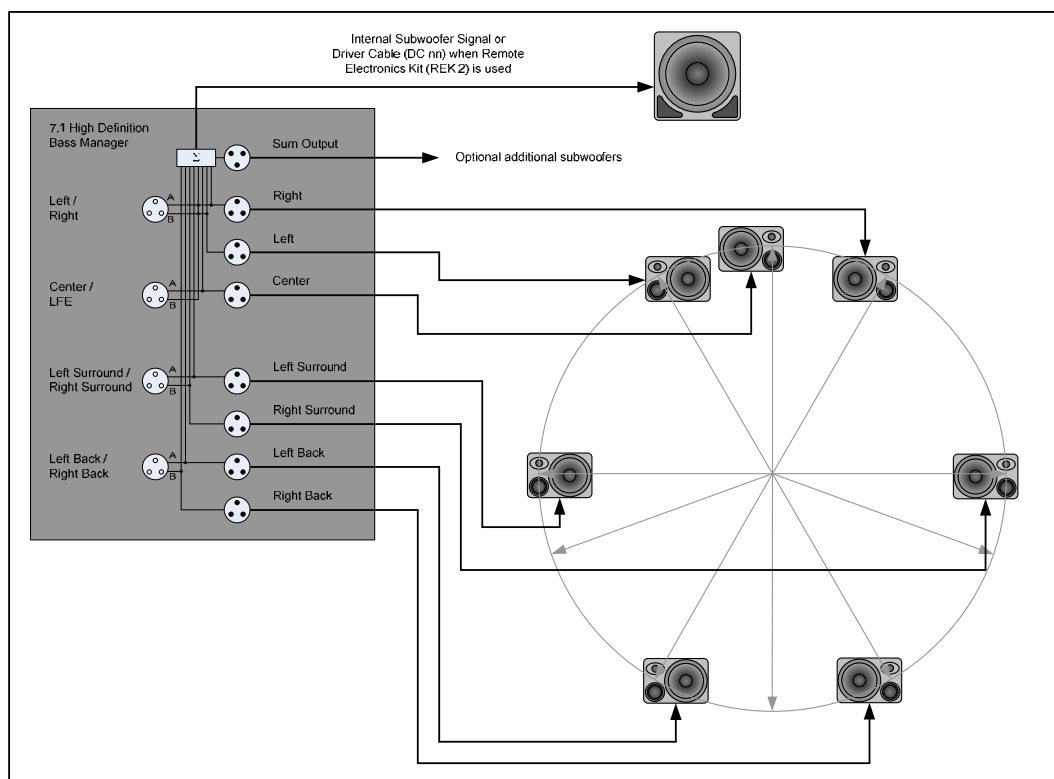 Internal Subwoofer Signal or
Driver Cable (DC nn) when Remote
Electronics Kit (REK 2) is used
7.1 High Definition
Bass Manager
Σ
Sum Output
Optional additional subwoofers
Left /
Right
A
B
Right
Left
Center /
LFE
A
B
Center
Left Surround /
Right Surround
A
B
Left Surround
Right Surround
Left Back /
Right Back
A
B
Left Back
Right Back